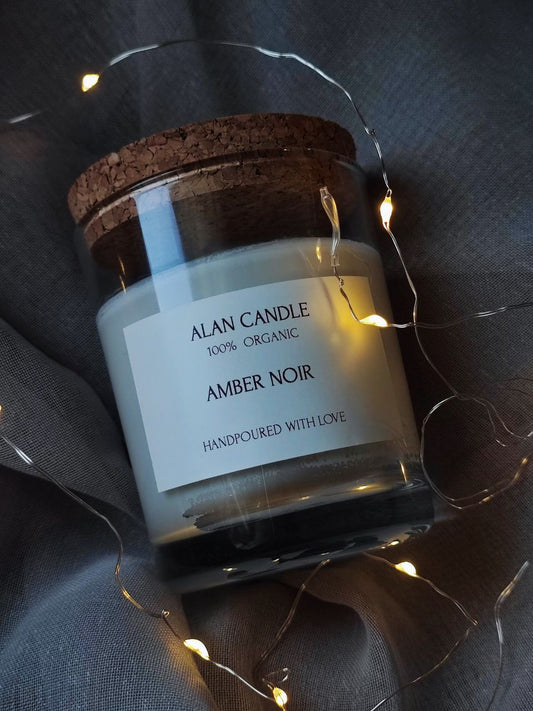 ALAN CANDLE
100% ORGANIC
AMBER NOIR
HANDPOURED WITH LOVE